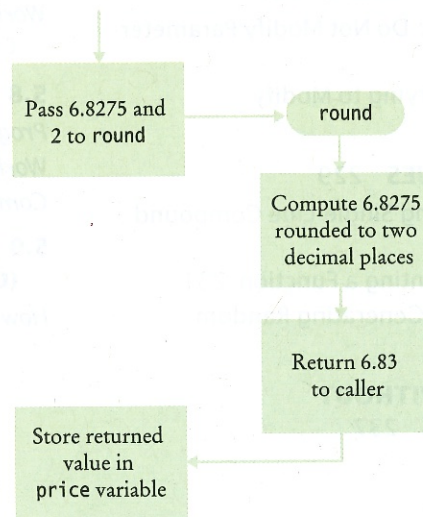 Pass 6.8275 and
2 to round
round
Compute 6.8275
rounded to two
decimal places
Return 6.83
to caller
Store returned
value in
price variable